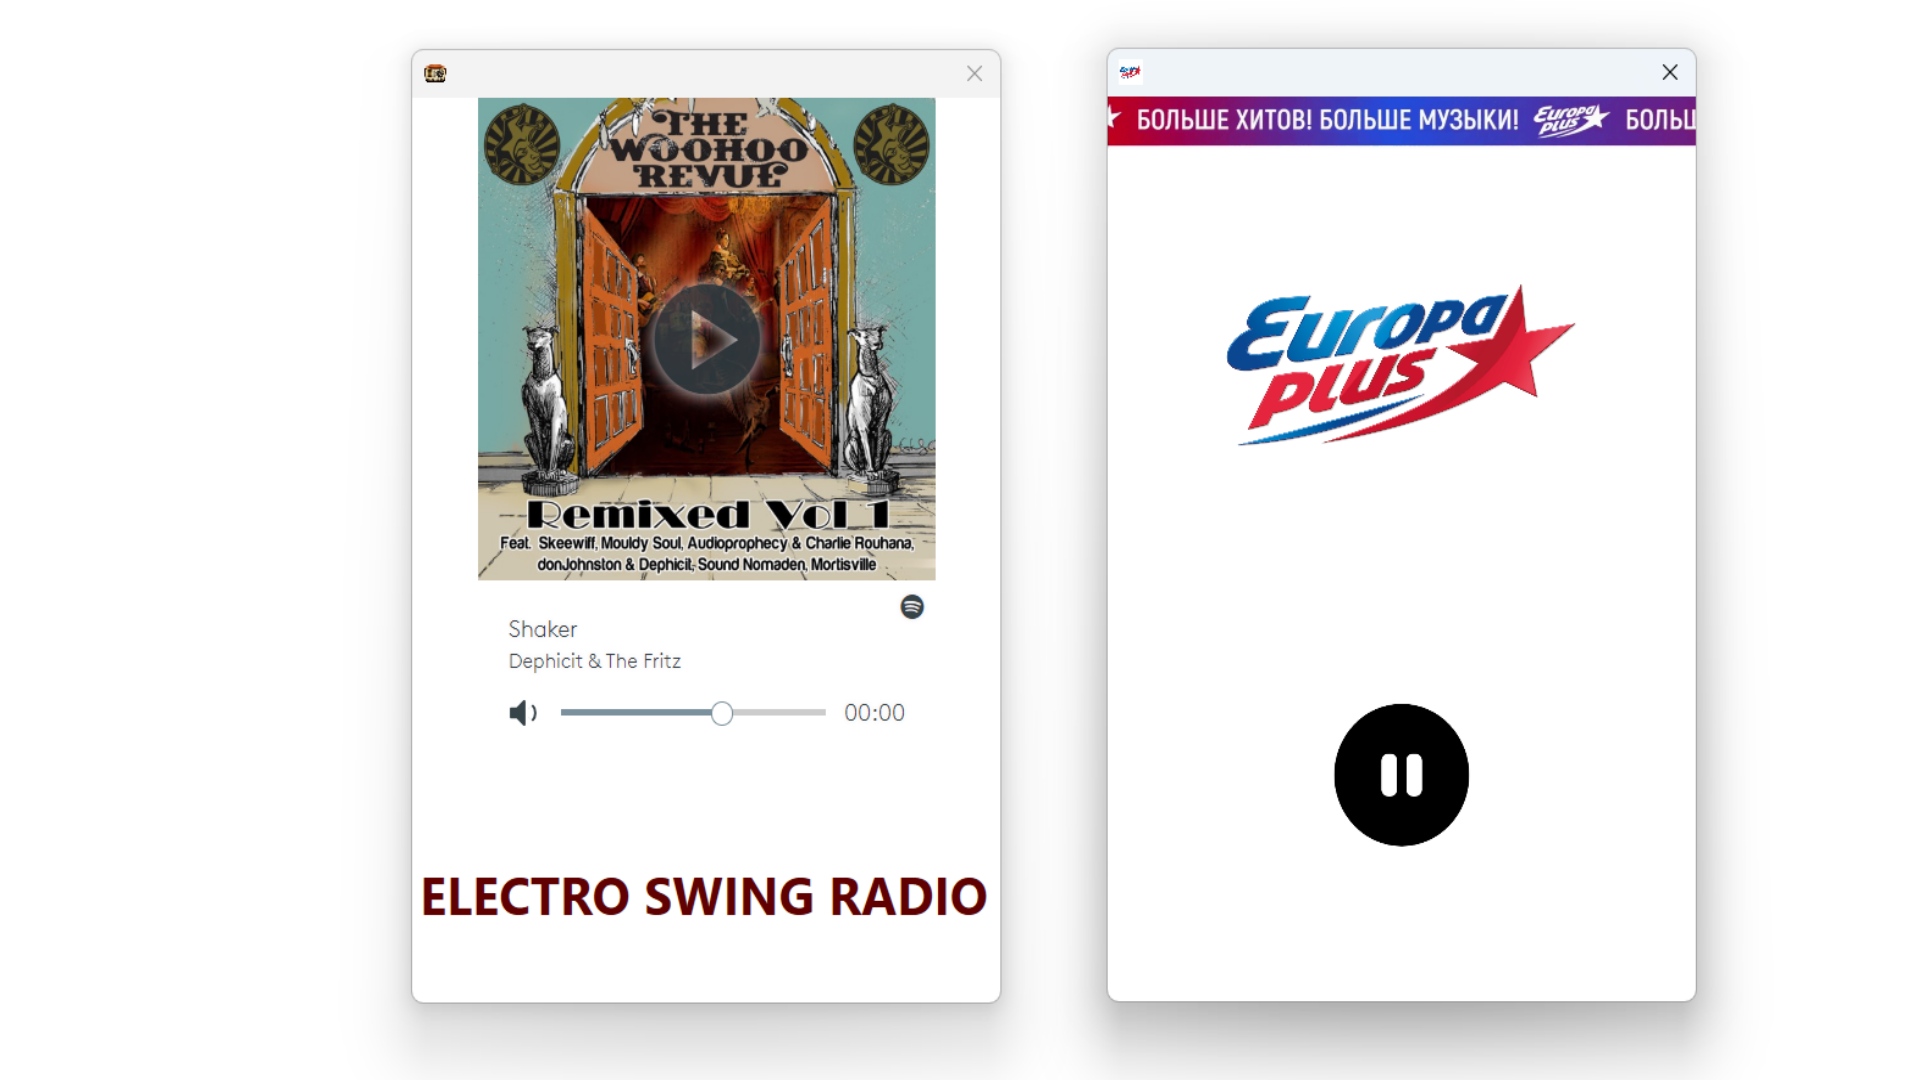 THE
WOOHOO
REVUE
Remixed Vol 1
Feat. Skeewiff, Mouldy Soul, Audioprophecy & Charlie Rouhana,
donJohnston & Dephicit, Sound Nomaden, Mortisville
Shaker
Dephicit & The Fritz
00:00
ELECTRO SWING RADIO
БОЛЬШЕ ХИТОВ! БОЛЬШЕ МУЗЫКИ! Europa Plus БОЛЬШ
Europa
Plus